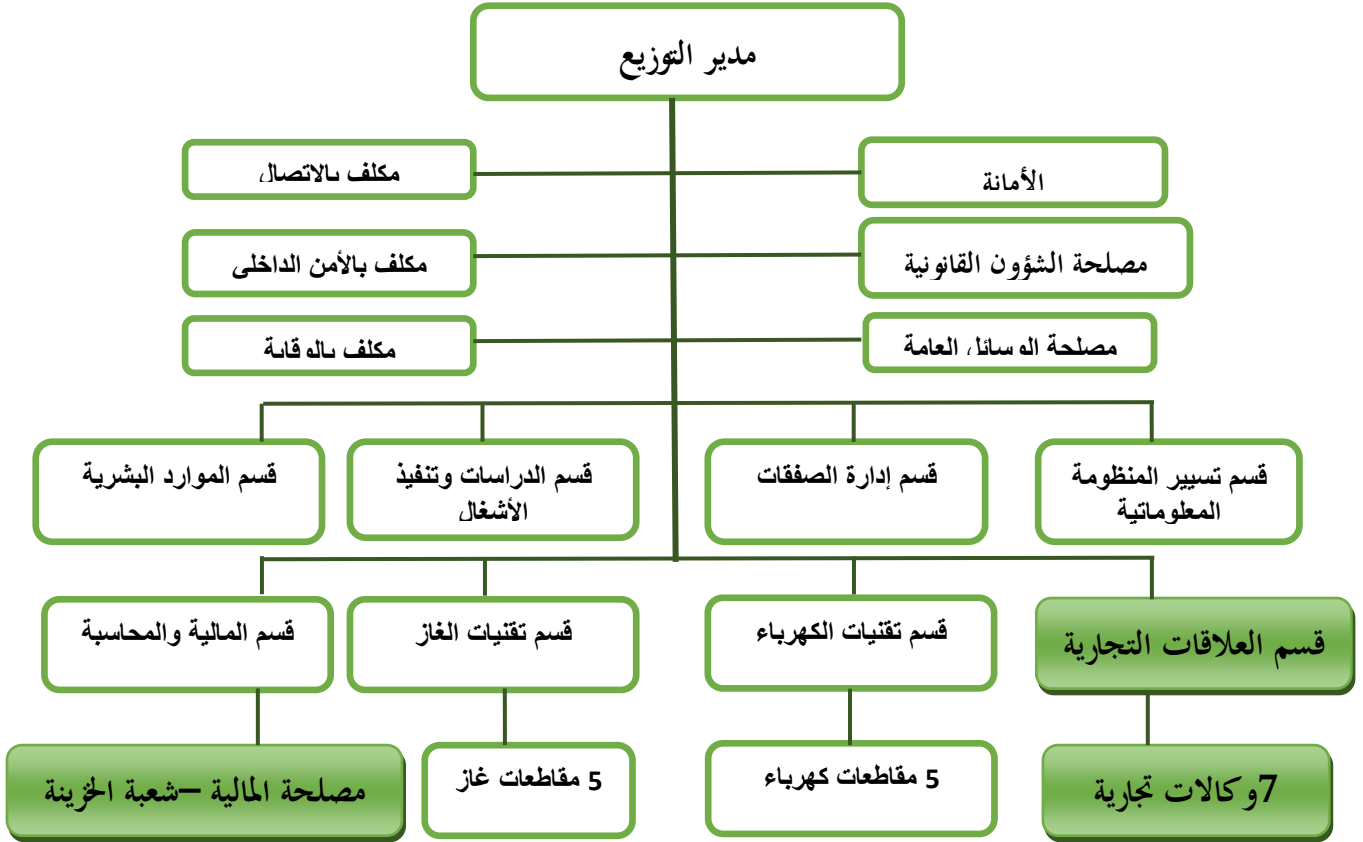 مدير التوزيع
الأمانة
مكلف بالاتصال
مصلحة الشؤون القانونية
مكلف بالأمن الداخلي
مصلحة الوسائل العامة
مكلف بالوقاية
قسم تسيير المنظومة
المعلوماتية
قسم إدارة الصفقات
قسم الدراسات وتنفيذ
الأشغال
قسم الموارد البشرية
قسم العلاقات التجارية
قسم تقنيات الكهرباء
قسم تقنيات الغاز
قسم المالية والمحاسبة
7وكالات تجارية
5 مقاطعات كهرباء
5 مقاطعات غاز
مصلحة المالية –شعبة الخزينة